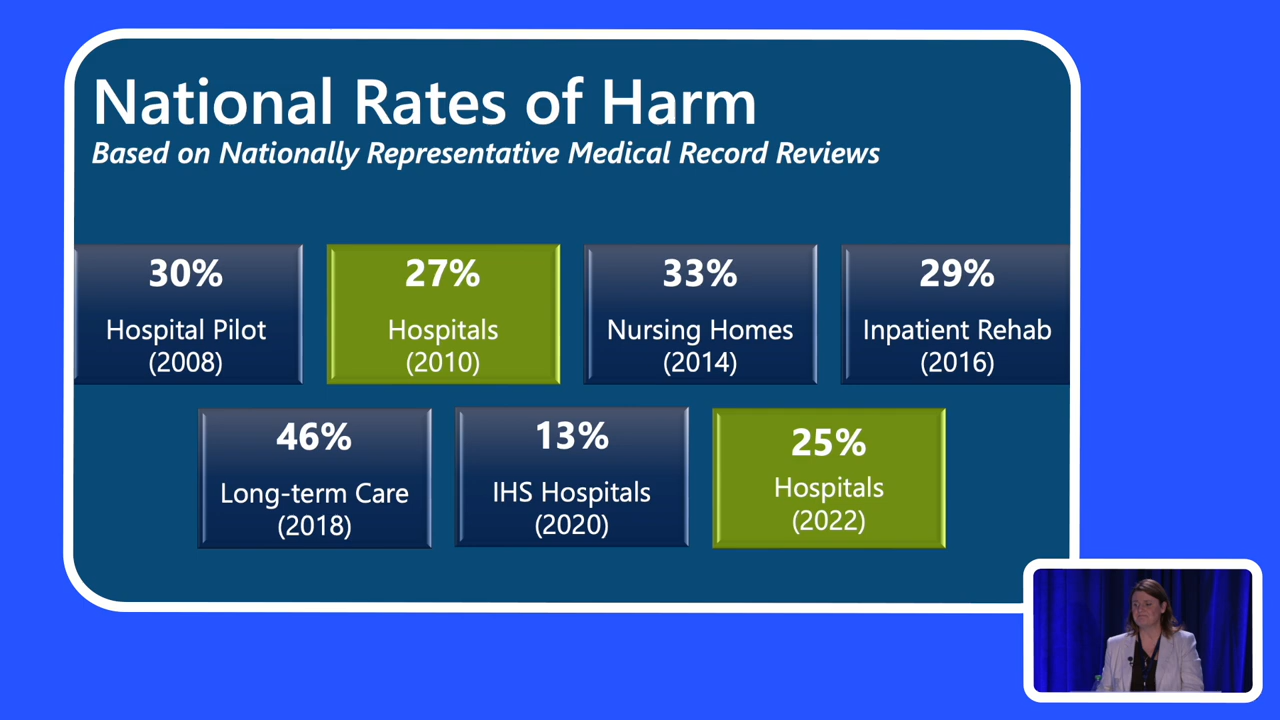 National Rates of Harm
Based on Nationally Representative Medical Record Reviews
30%
Hospital Pilot
(2008)
27%
Hospitals
(2010)
33%
Nursing Homes
(2014)
29%
Inpatient Rehab
(2016)
46%
Long-term Care
(2018)
13%
IHS Hospitals
(2020)
25%
Hospitals
(2022)